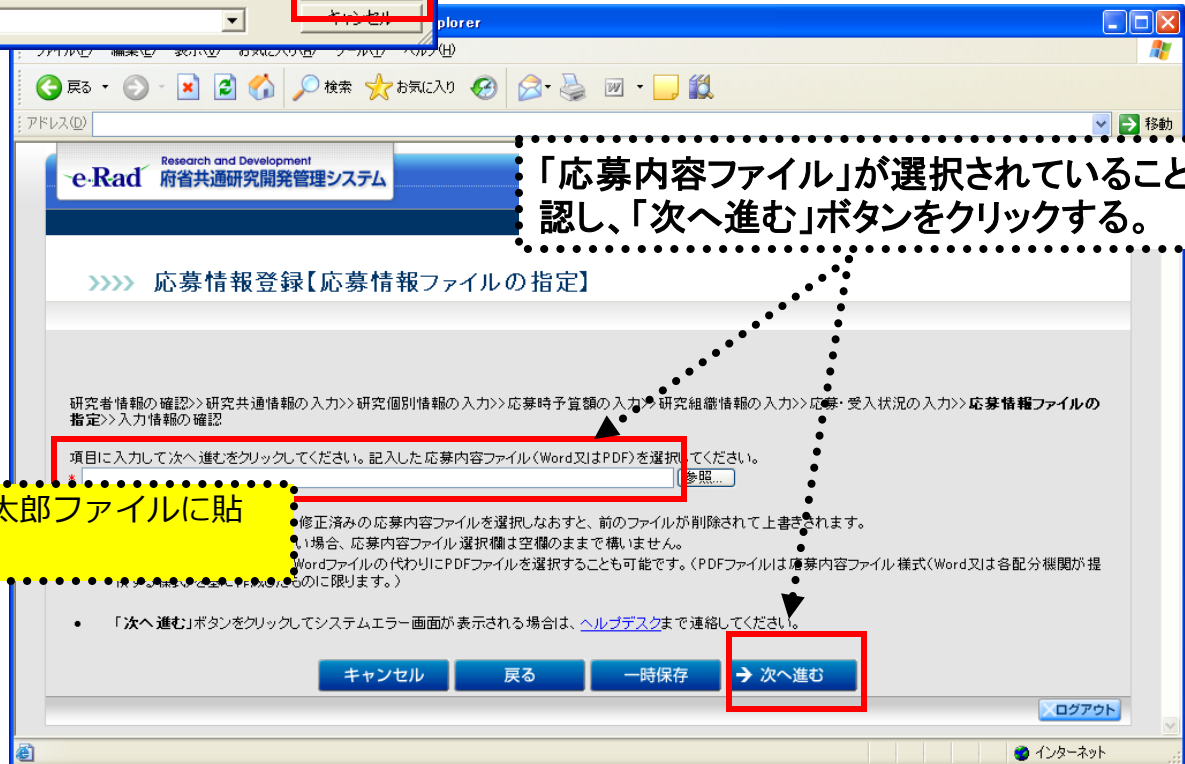 キャンセル
plorer
ファイル(F) 編集(E) 表示(V) お気に入り(A) ツール(T) ヘルプ(H)
戻る 検索 お気に入り
アドレス(D) 移動
e-Rad Research and Development
府省共通研究開発管理システム
「応募内容ファイル」が選択されていること
認し、「次へ進む」ボタンをクリックする。
>>>> 応募情報登録【応募情報ファイルの指定】
研究者情報の確認>>研究共通情報の入力>>研究個別情報の入力>>応募時予算額の入力>>研究組織情報の入力>>応募・受入状況の入力>>応募情報ファイルの
指定>>入力情報の確認
項目に入力して次へ進むをクリックしてください。記入した応募内容ファイル(Word又はPDF)を選択してください。
* 参照...
太郎ファイルに貼
修正済みの応募内容ファイルを選択しなおすと、前のファイルが削除されて上書きされます。
い場合、応募内容ファイル選択欄は空欄のままで構いません。
Wordファイルの代わりにPDFファイルを選択することも可能です。(PDFファイルは応募内容ファイル様式(Word又は各配分機関が提
ものに限ります。)
• 「次へ進む」ボタンをクリックしてシステムエラー画面が表示される場合は、ヘルプデスクまで連絡してください。
キャンセル 戻る 一時保存 → 次へ進む
ログアウト
インターネット